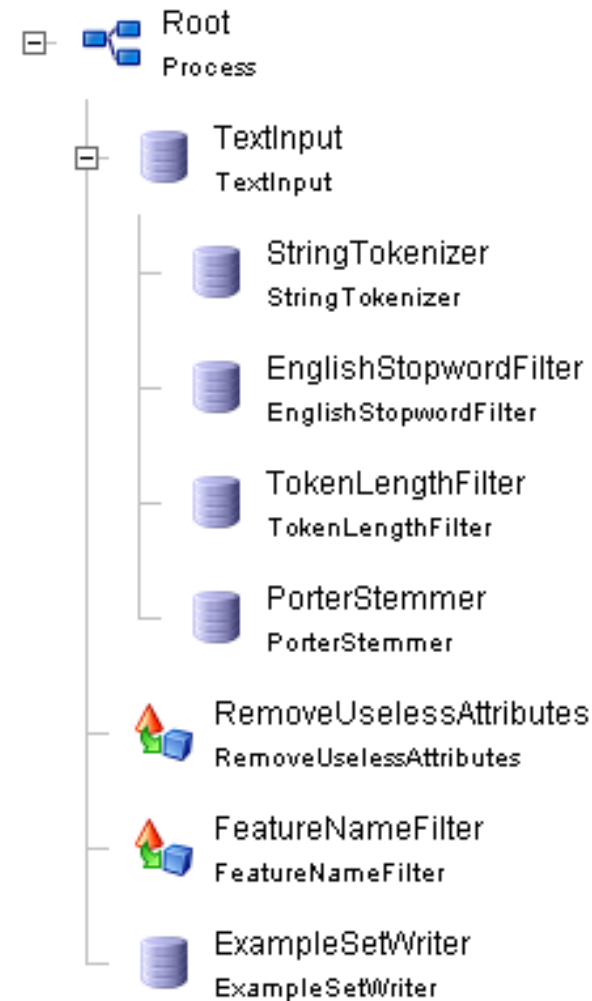 Root
Process
TextInput
TextInput
StringTokenizer
StringTokenizer
EnglishStopwordFilter
EnglishStopwordFilter
TokenLengthFilter
TokenLengthFilter
PorterStemmer
PorterStemmer
RemoveUselessAttributes
RemoveUselessAttributes
FeatureNameFilter
FeatureNameFilter
ExampleSetWriter
ExampleSetWriter